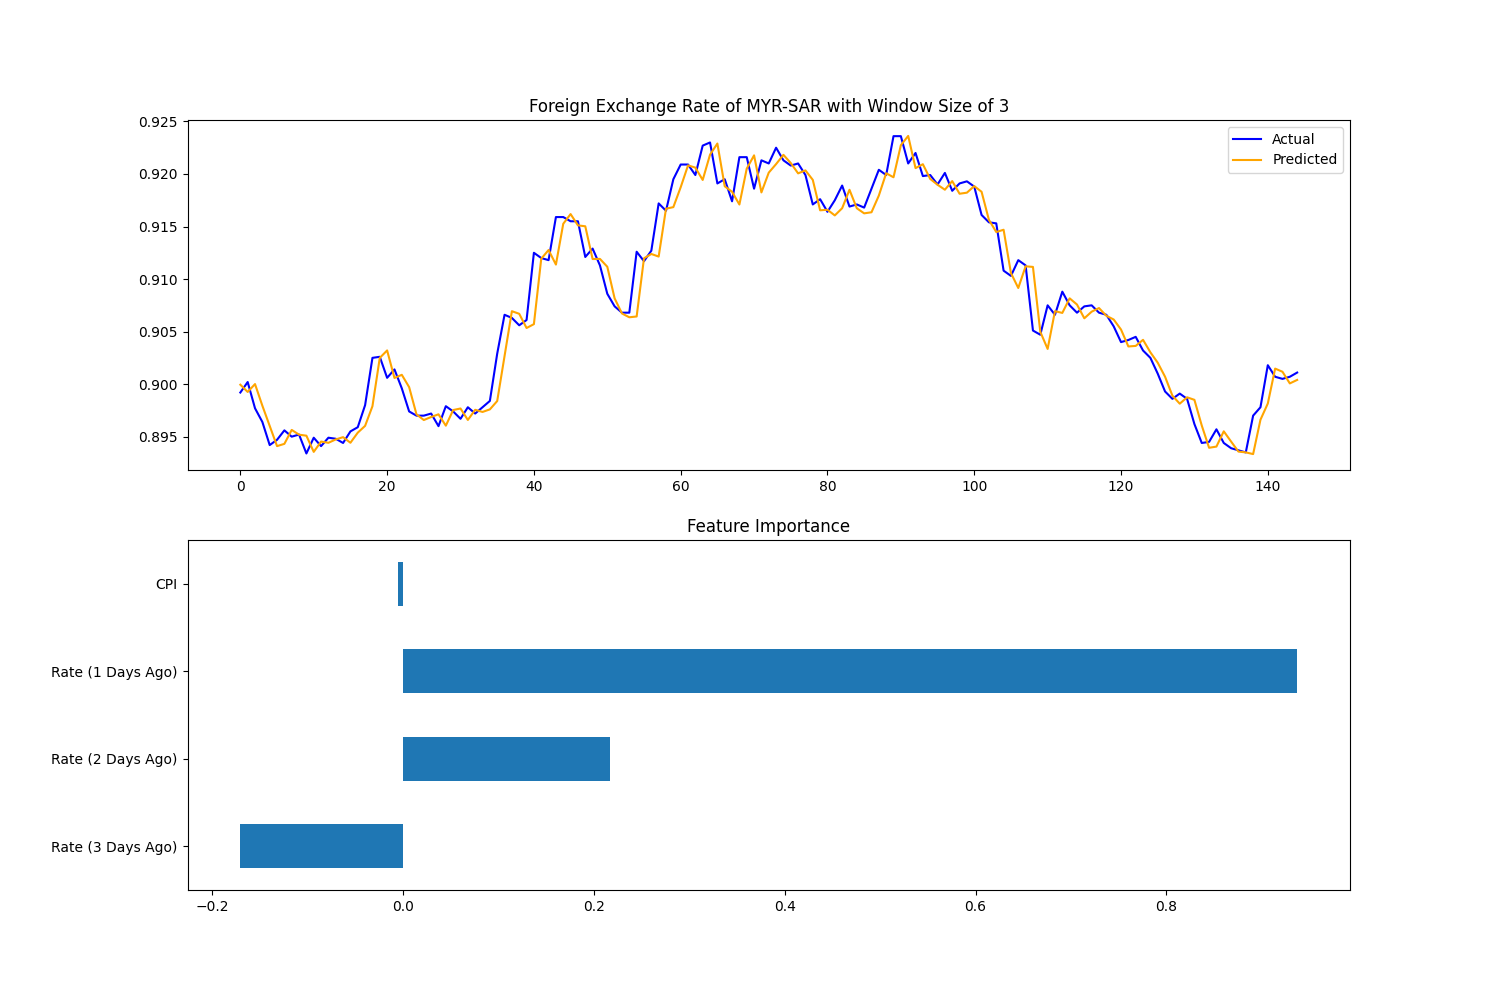 Foreign Exchange Rate of MYR-SAR with Window Size of 3
0.925
0.920
0.915
0.910
0.905
0.900
0.895
Actual
Predicted
0 20 40 60 80 100 120 140
Feature Importance
CPI
Rate (1 Days Ago)
Rate (2 Days Ago)
Rate (3 Days Ago)
−0.2 0.0 0.2 0.4 0.6 0.8